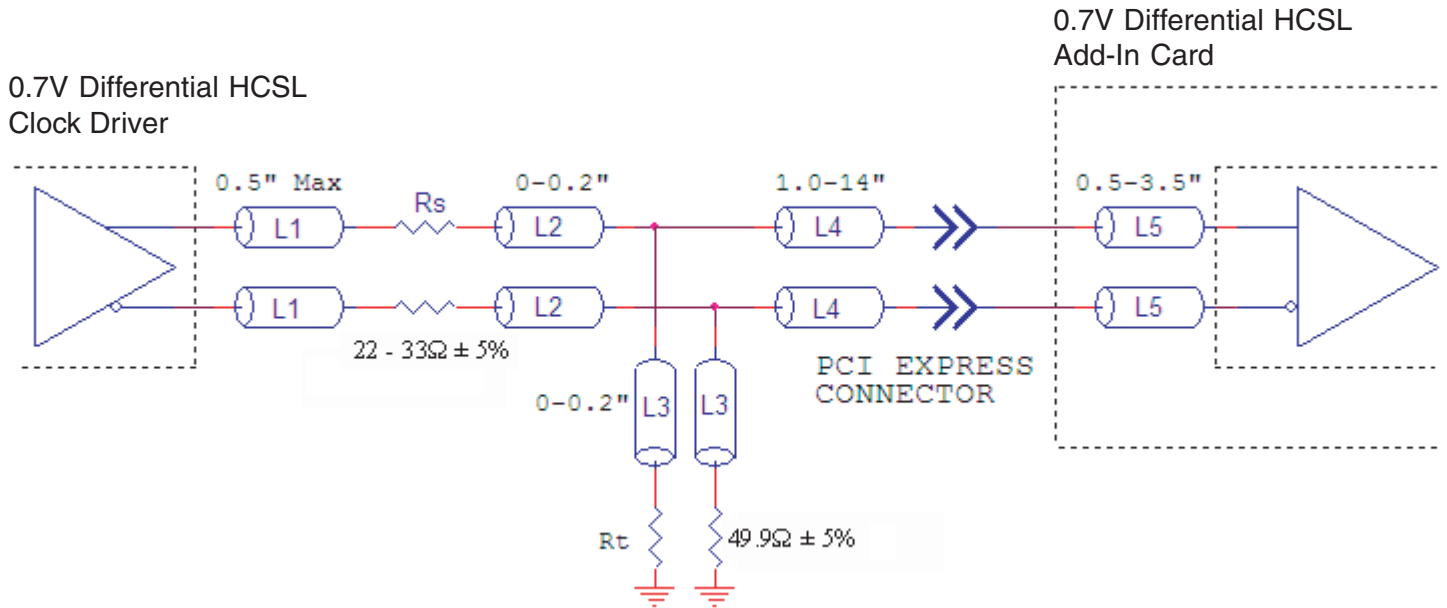 0.7V Differential HCSL
Add-In Card
0.7V Differential HCSL
Clock Driver
0.5" Max
Rs
0-0.2"
1.0-14"
0.5-3.5"
L1
L2
L4
L5
L1
L2
L4
L5
22 - 33Ω ± 5%
PCI EXPRESS
CONNECTOR
0-0.2"
L3
L3
Rt
49.9Ω ± 5%